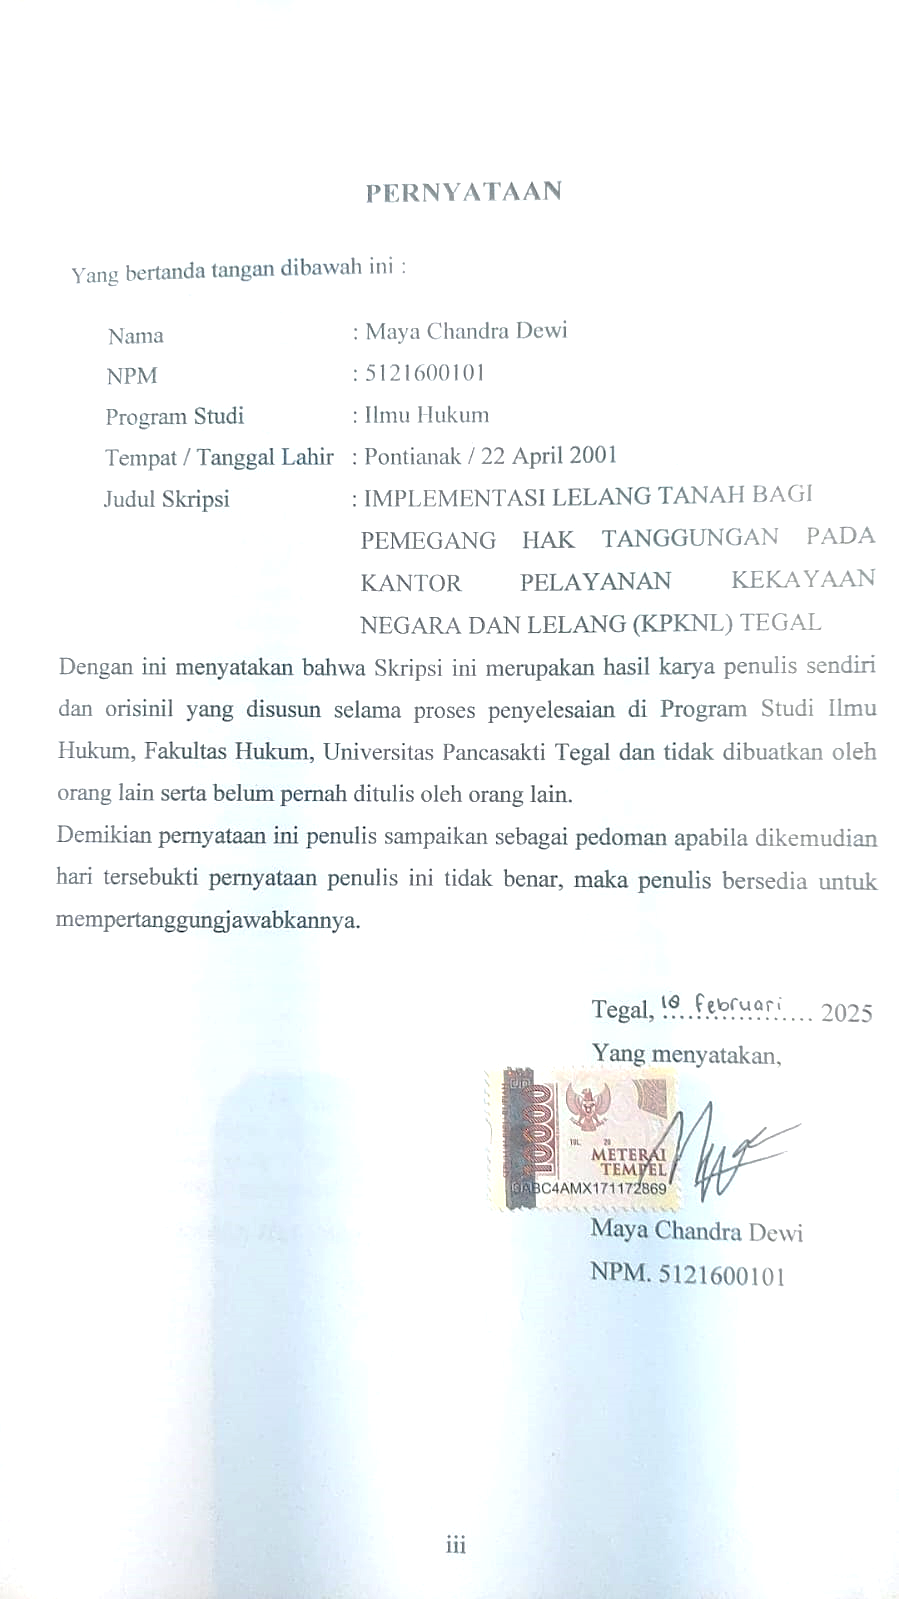 PERNYATAAN
Yang bertanda tangan dibawah ini :
Nama : Maya Chandra Dewi
NPM : 5121600101
Program Studi : Ilmu Hukum
Tempat / Tanggal Lahir : Pontianak / 22 April 2001
Judul Skripsi : IMPLEMENTASI LELANG TANAH BAGI
PEMEGANG HAK TANGGUNGAN PADA
KANTOR PELAYANAN KEKAYAAN
NEGARA DAN LELANG (KPKNL) TEGAL
Dengan ini menyatakan bahwa Skripsi ini merupakan hasil karya penulis sendiri
dan orisinil yang disusun selama proses penyelesaian di Program Studi Ilmu
Hukum, Fakultas Hukum, Universitas Pancasakti Tegal dan tidak dibuatkan oleh
orang lain serta belum pernah ditulis oleh orang lain.
Demikian pernyataan ini penulis sampaikan sebagai pedoman apabila dikemudian
hari tersebukti pernyataan penulis ini tidak benar, maka penulis bersedia untuk
mempertanggungjawabkannya.
Tegal, februari 2025
Yang menyatakan,
10000
TGL. 20
METERAI
TEMPEL
Maya Chandra Dewi
NPM. 5121600101
iii